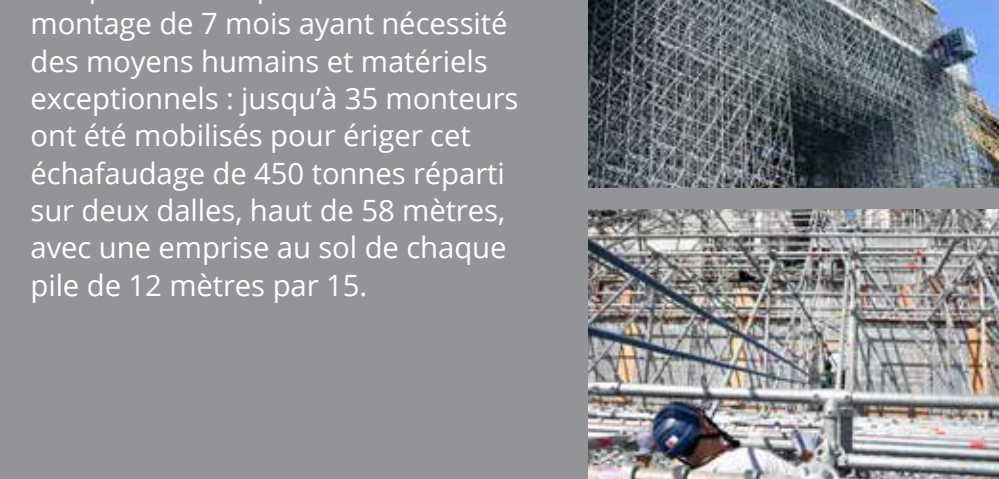 montage de 7 mois ayant nécessité
des moyens humains et matériels
exceptionnels : jusqu’à 35 monteurs
ont été mobilisés pour ériger cet
échafaudage de 450 tonnes réparti
sur deux dalles, haut de 58 mètres,
avec une emprise au sol de chaque
pile de 12 mètres par 15.